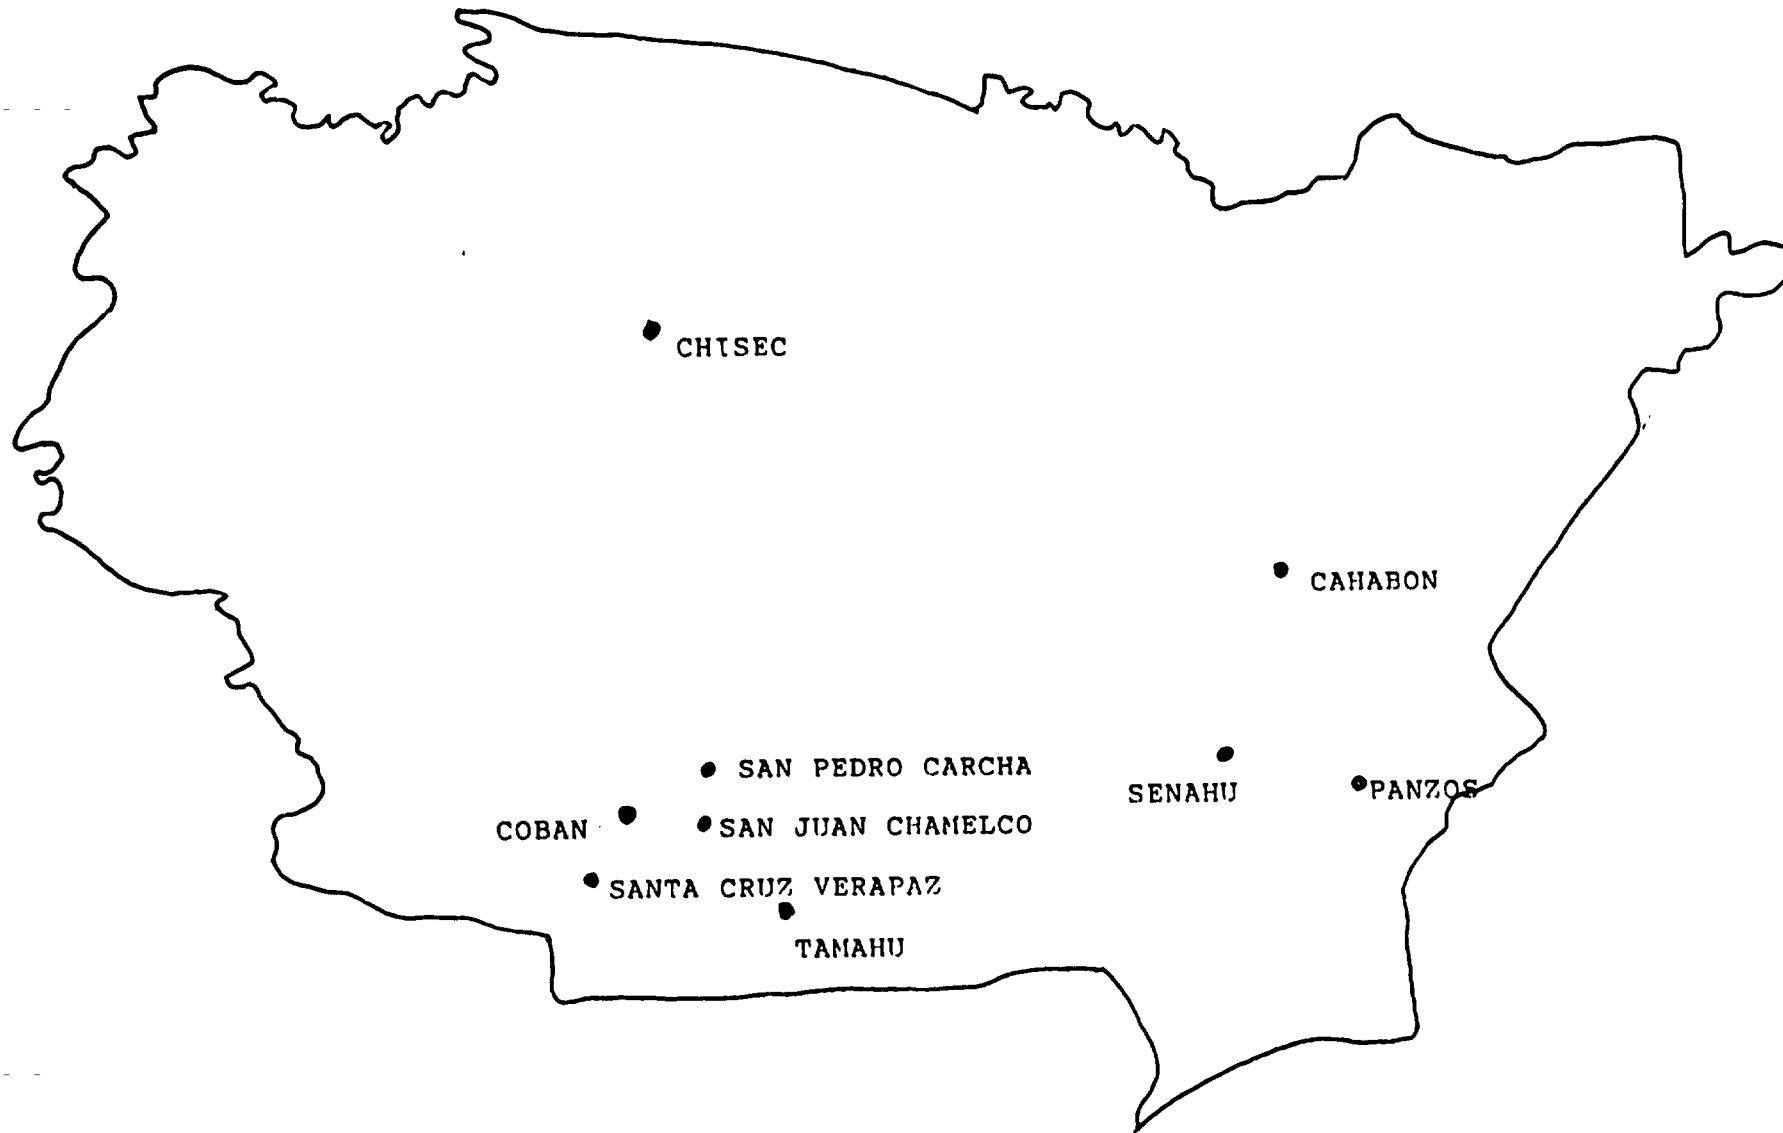 CHISEC
CAHABON
SAN PEDRO CARCHA
SENAHU
PANZOS
COBAN
SAN JUAN CHAMELCO
SANTA CRUZ VERAPAZ
TAMAHU